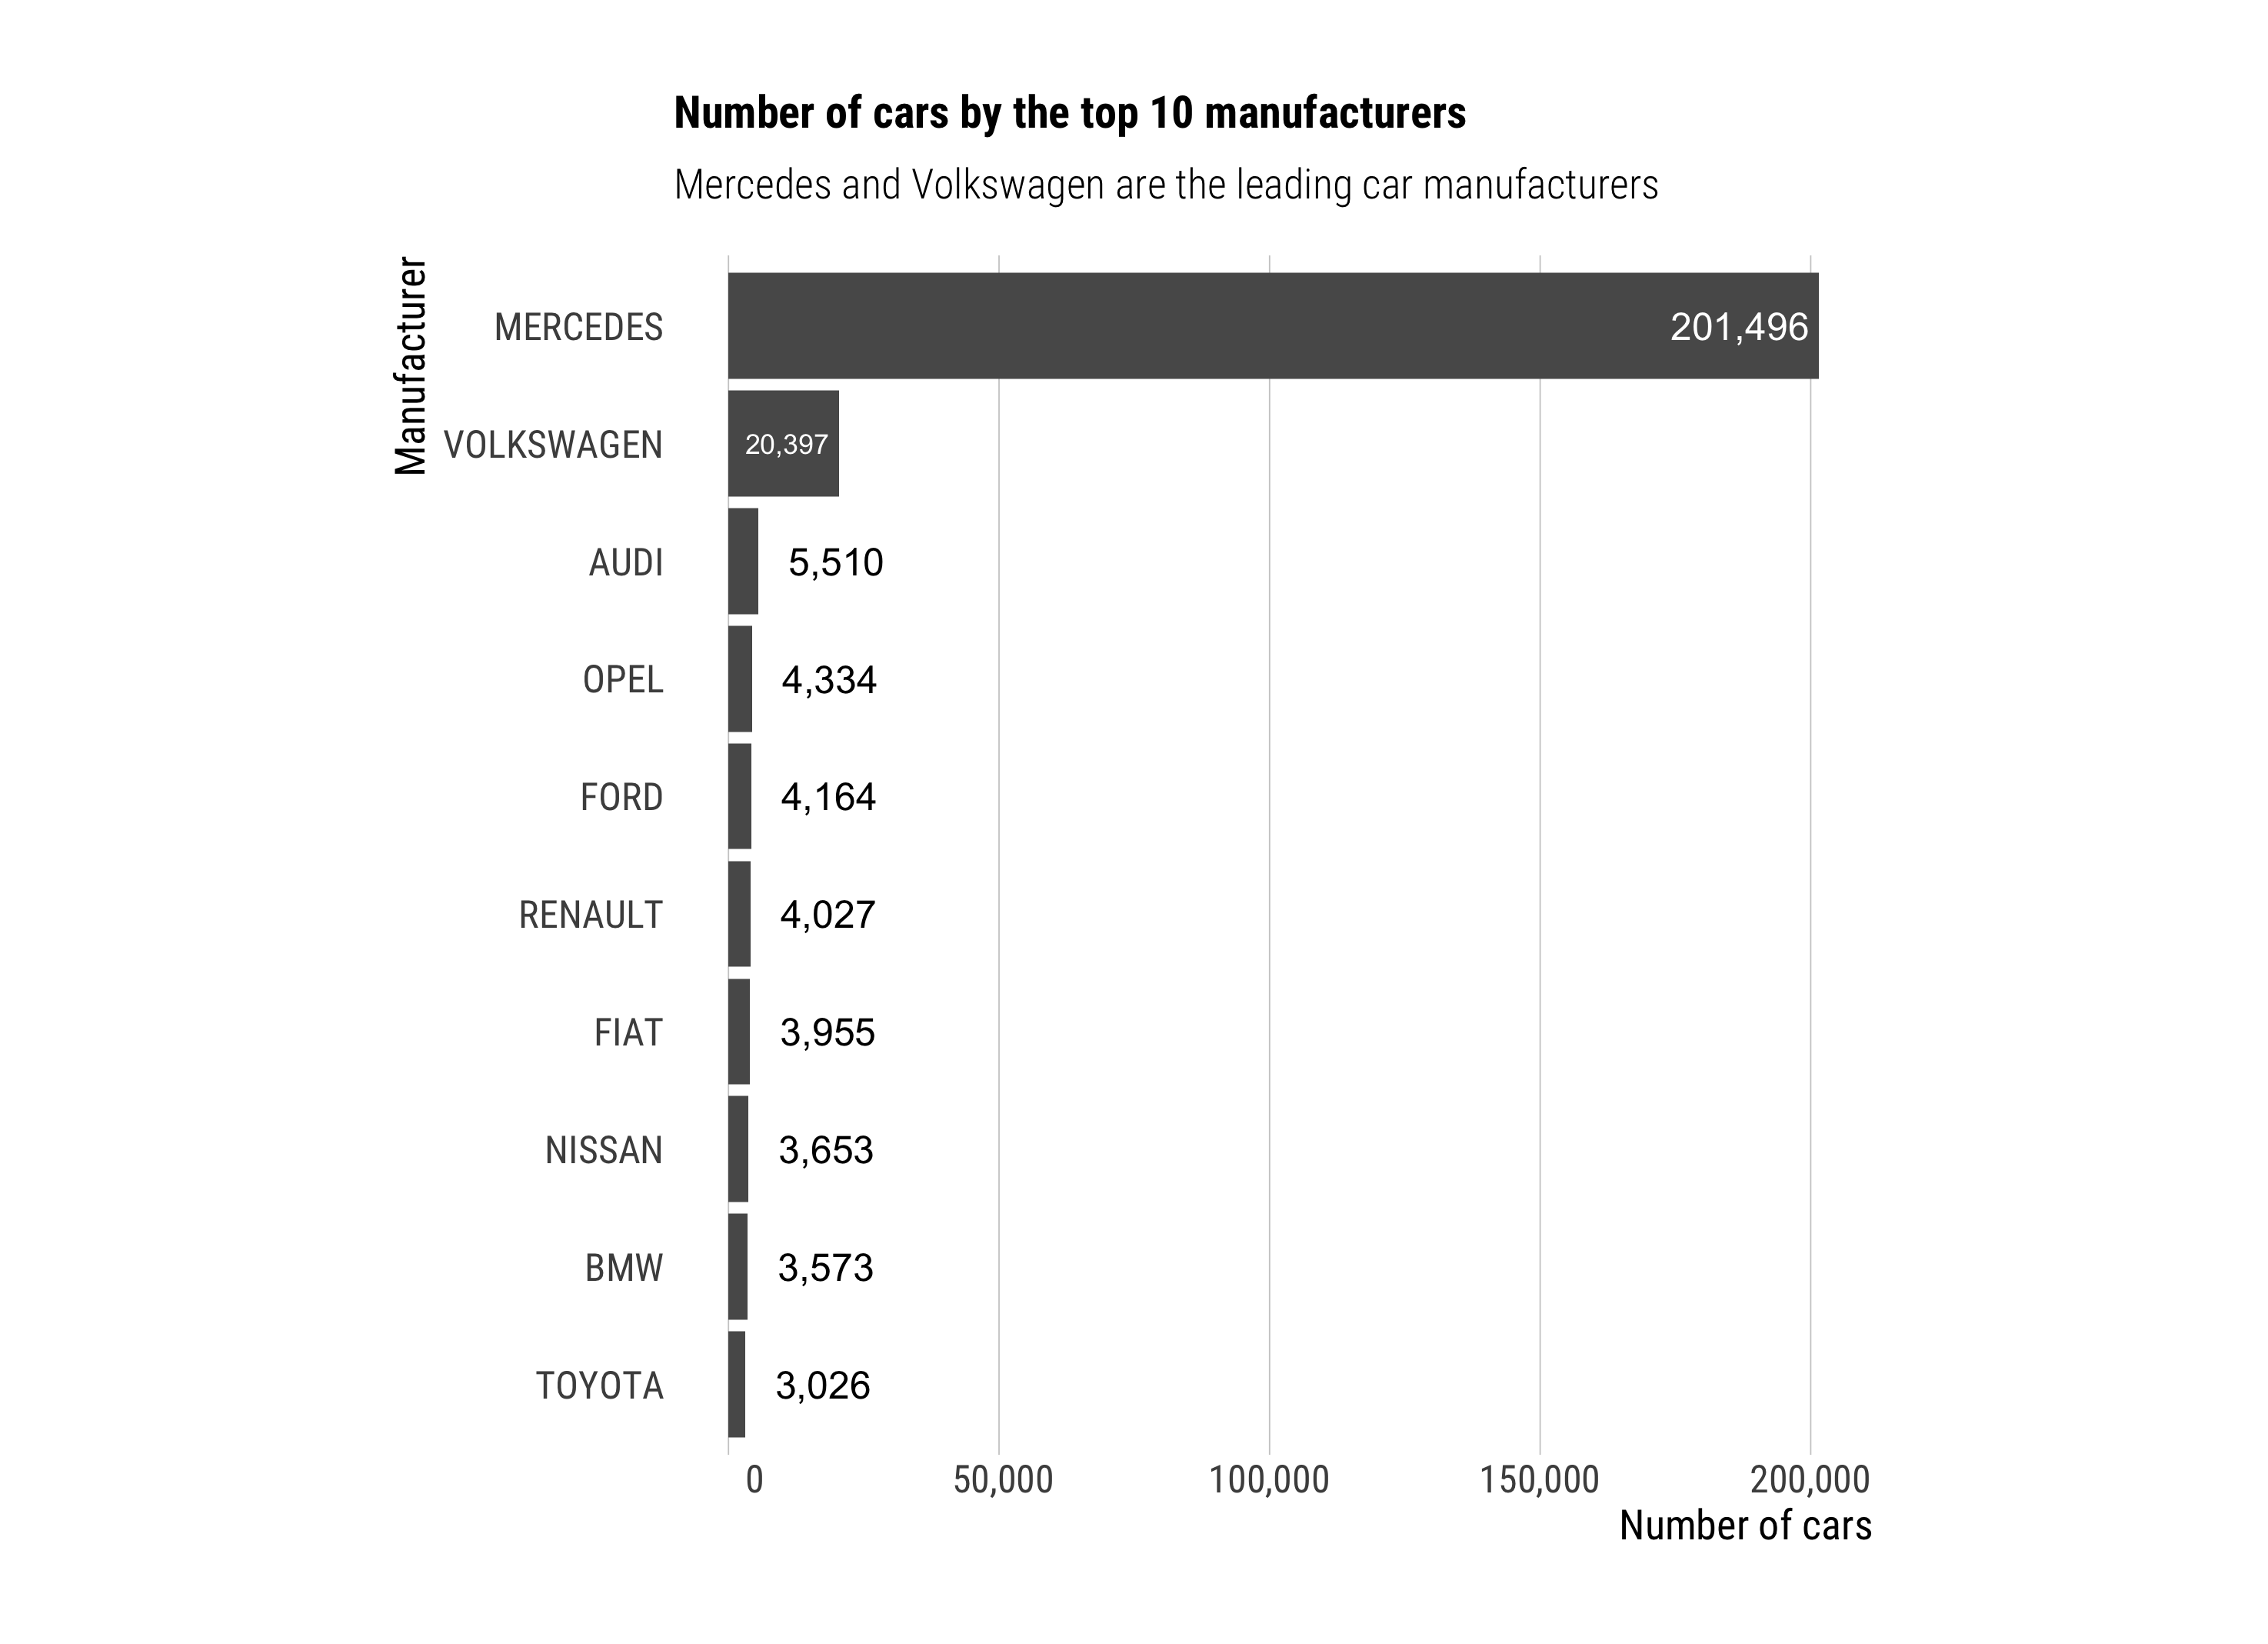 Number of cars by the top 10 manufacturers
Mercedes and Volkswagen are the leading car manufacturers
Manufacturer
MERCEDES 201,496
VOLKSWAGEN 20,397
AUDI 5,510
OPEL 4,334
FORD 4,164
RENAULT 4,027
FIAT 3,955
NISSAN 3,653
BMW 3,573
TOYOTA 3,026
0 50,000 100,000 150,000 200,000
Number of cars